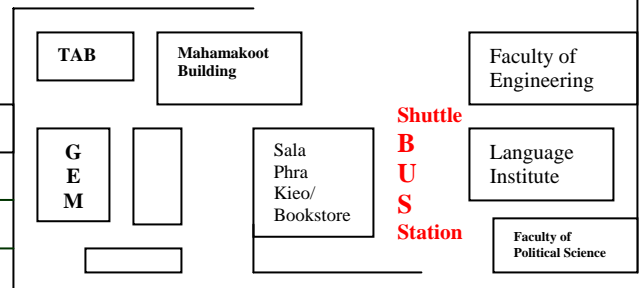 TAB
Mahamakoot
Building
Faculty of
Engineering
G
E
M
Sala
Phra
Kieo/
Bookstore
Shuttle
B
U
S
Station
Language
Institute
Faculty of
Political Science